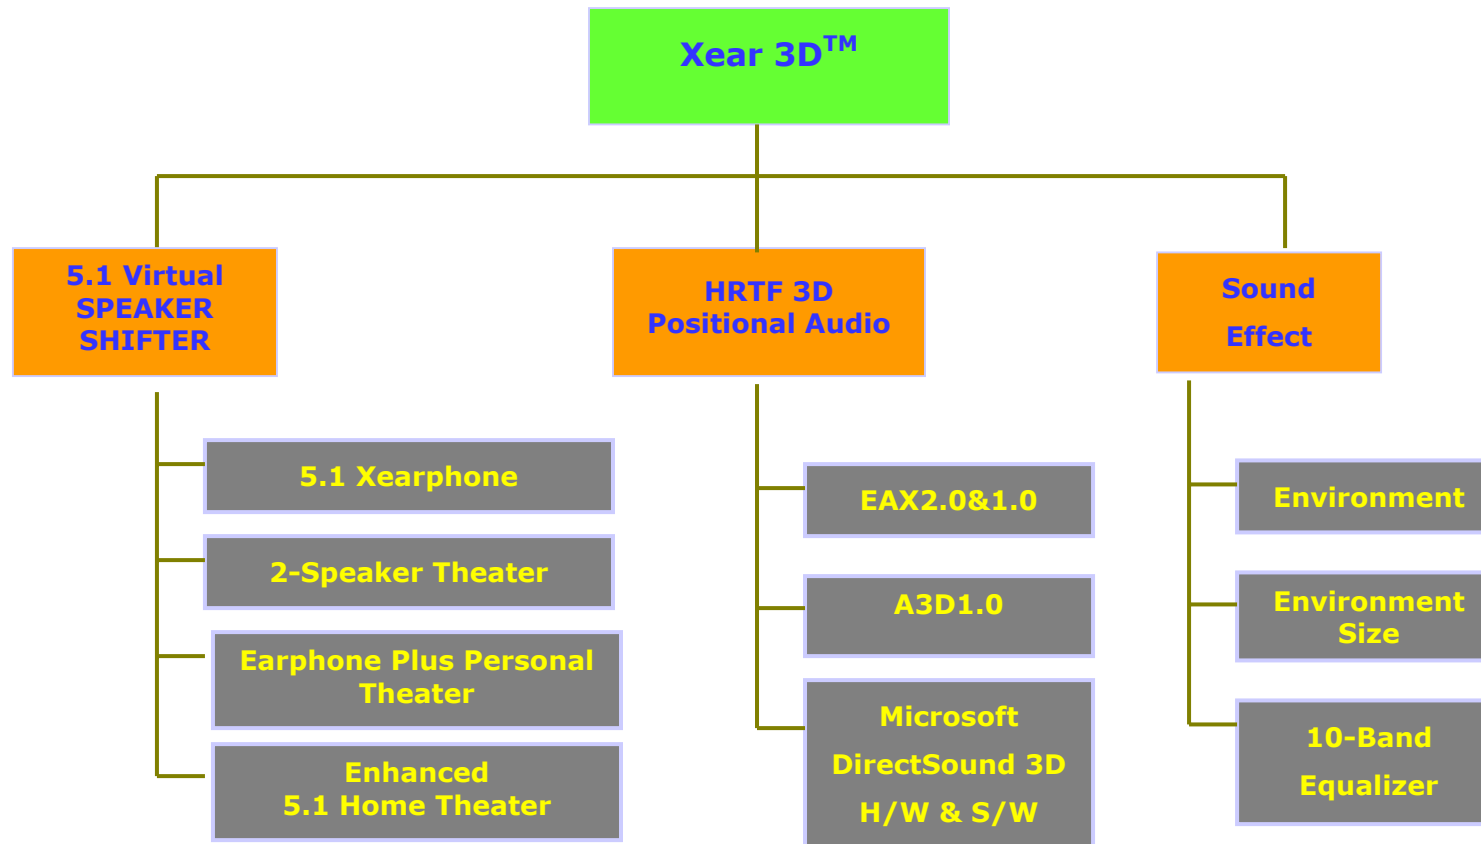 Xear 3D™
5.1 Virtual
SPEAKER
SHIFTER
HRTF 3D
Positional Audio
Sound
Effect
5.1 Xearphone
2-Speaker Theater
Earphone Plus Personal
Theater
Enhanced
5.1 Home Theater
EAX2.0&1.0
A3D1.0
Microsoft
DirectSound 3D
H/W & S/W
Environment
Environment
Size
10-Band
Equalizer